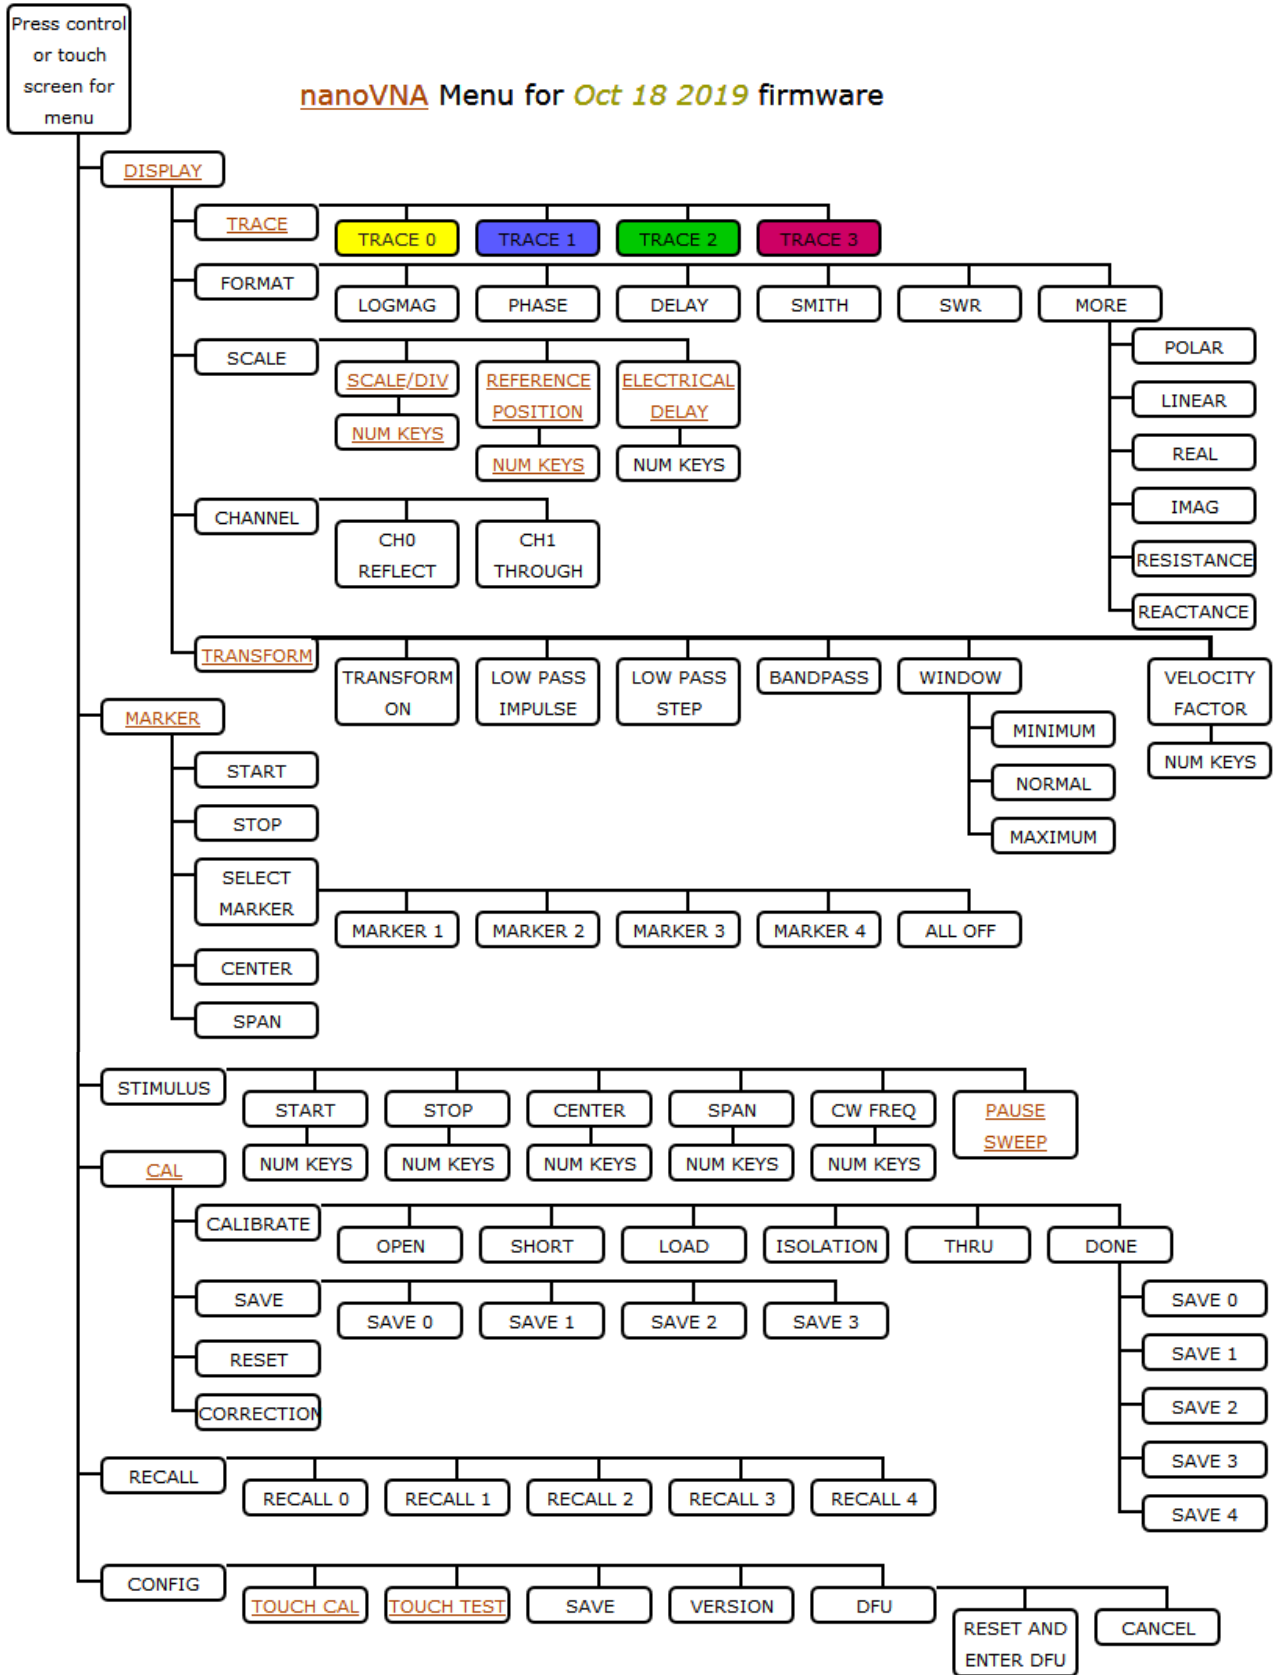 Press control
or touch
screen for
menu
nanoVNA Menu for Oct 18 2019 firmware
DISPLAY
TRACE
TRACE 0
TRACE 1
TRACE 2
TRACE 3
FORMAT
LOGMAG
PHASE
DELAY
SMITH
SWR
MORE
POLAR
LINEAR
REAL
IMAG
RESISTANCE
REACTANCE
SCALE
SCALE/DIV
NUM KEYS
REFERENCE
POSITION
NUM KEYS
ELECTRICAL
DELAY
NUM KEYS
CHANNEL
CH0
REFLECT
CH1
THROUGH
TRANSFORM
TRANSFORM
ON
LOW PASS
IMPULSE
LOW PASS
STEP
BANDPASS
WINDOW
MINIMUM
NORMAL
MAXIMUM
VELOCITY
FACTOR
NUM KEYS
MARKER
START
STOP
SELECT
MARKER
MARKER 1
MARKER 2
MARKER 3
MARKER 4
ALL OFF
CENTER
SPAN
STIMULUS
START
NUM KEYS
STOP
NUM KEYS
CENTER
NUM KEYS
SPAN
NUM KEYS
CW FREQ
NUM KEYS
PAUSE
SWEEP
CAL
CALIBRATE
OPEN
SHORT
LOAD
ISOLATION
THRU
DONE
SAVE 0
SAVE 1
SAVE 2
SAVE 3
SAVE 4
SAVE
SAVE 0
SAVE 1
SAVE 2
SAVE 3
RESET
CORRECTION
RECALL
RECALL 0
RECALL 1
RECALL 2
RECALL 3
RECALL 4
CONFIG
TOUCH CAL
TOUCH TEST
SAVE
VERSION
DFU
RESET AND
ENTER DFU
CANCEL